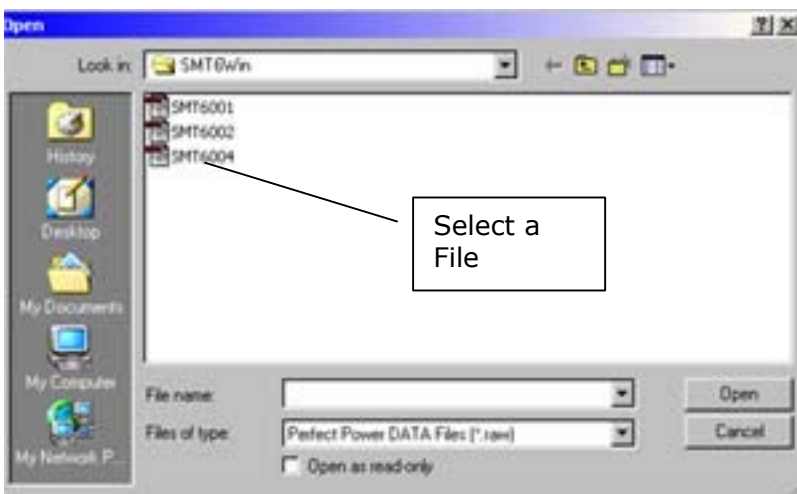 Open
Look in: SMT6Win
History
Desktop
My Documents
My Computer
My Network P...
SMT6001
SMT6002
SMT6004
Select a
File
File name:
Open
Files of type: Perfect Power DATA Files (*.raw)
Cancel
Open as read-only